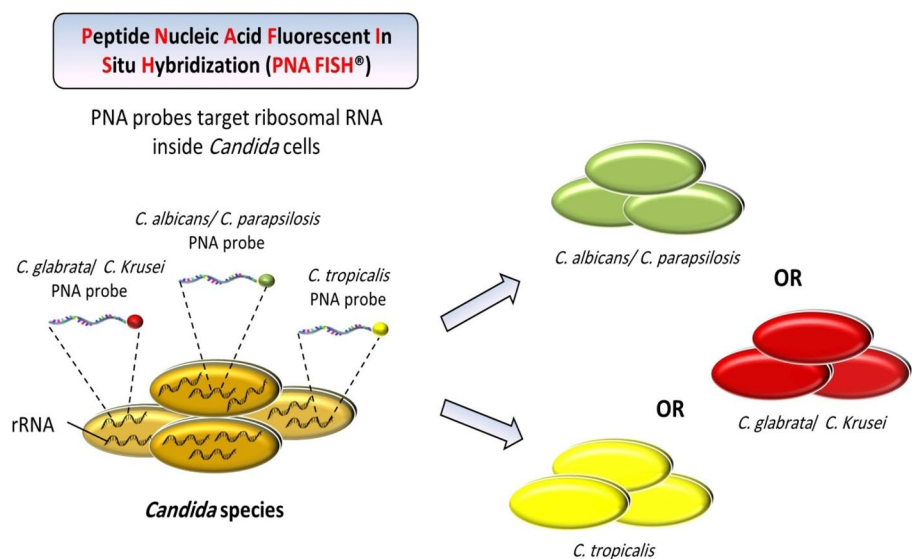 Peptide Nucleic Acid Fluorescent In
Situ Hybridization (PNA FISH®)
PNA probes target ribosomal RNA
inside Candida cells
C. albicans/ C. parapsilosis
PNA probe
C. glabrata/ C. Krusei
PNA probe
C. tropicalis
PNA probe
rRNA
Candida species
C. albicans/ C. parapsilosis
OR
C. glabrata/ C. Krusei
OR
C. tropicalis